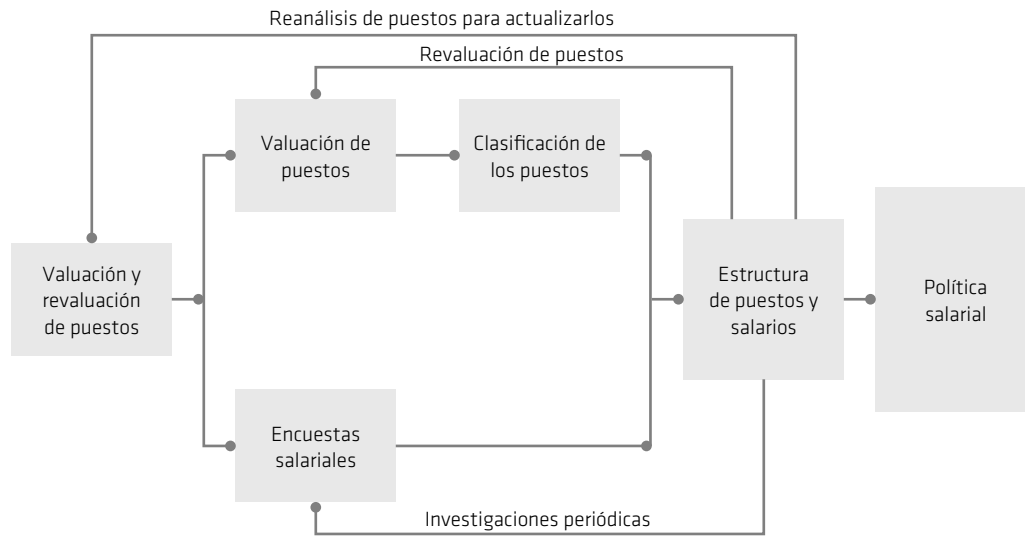 Reanálisis de puestos para actualizarlos
Revaluación de puestos
Valuación de
puestos
Clasificación de
los puestos
Valuación y
revaluación
de puestos
Estructura
de puestos y
salarios
Política
salarial
Encuestas
salariales
Investigaciones periódicas